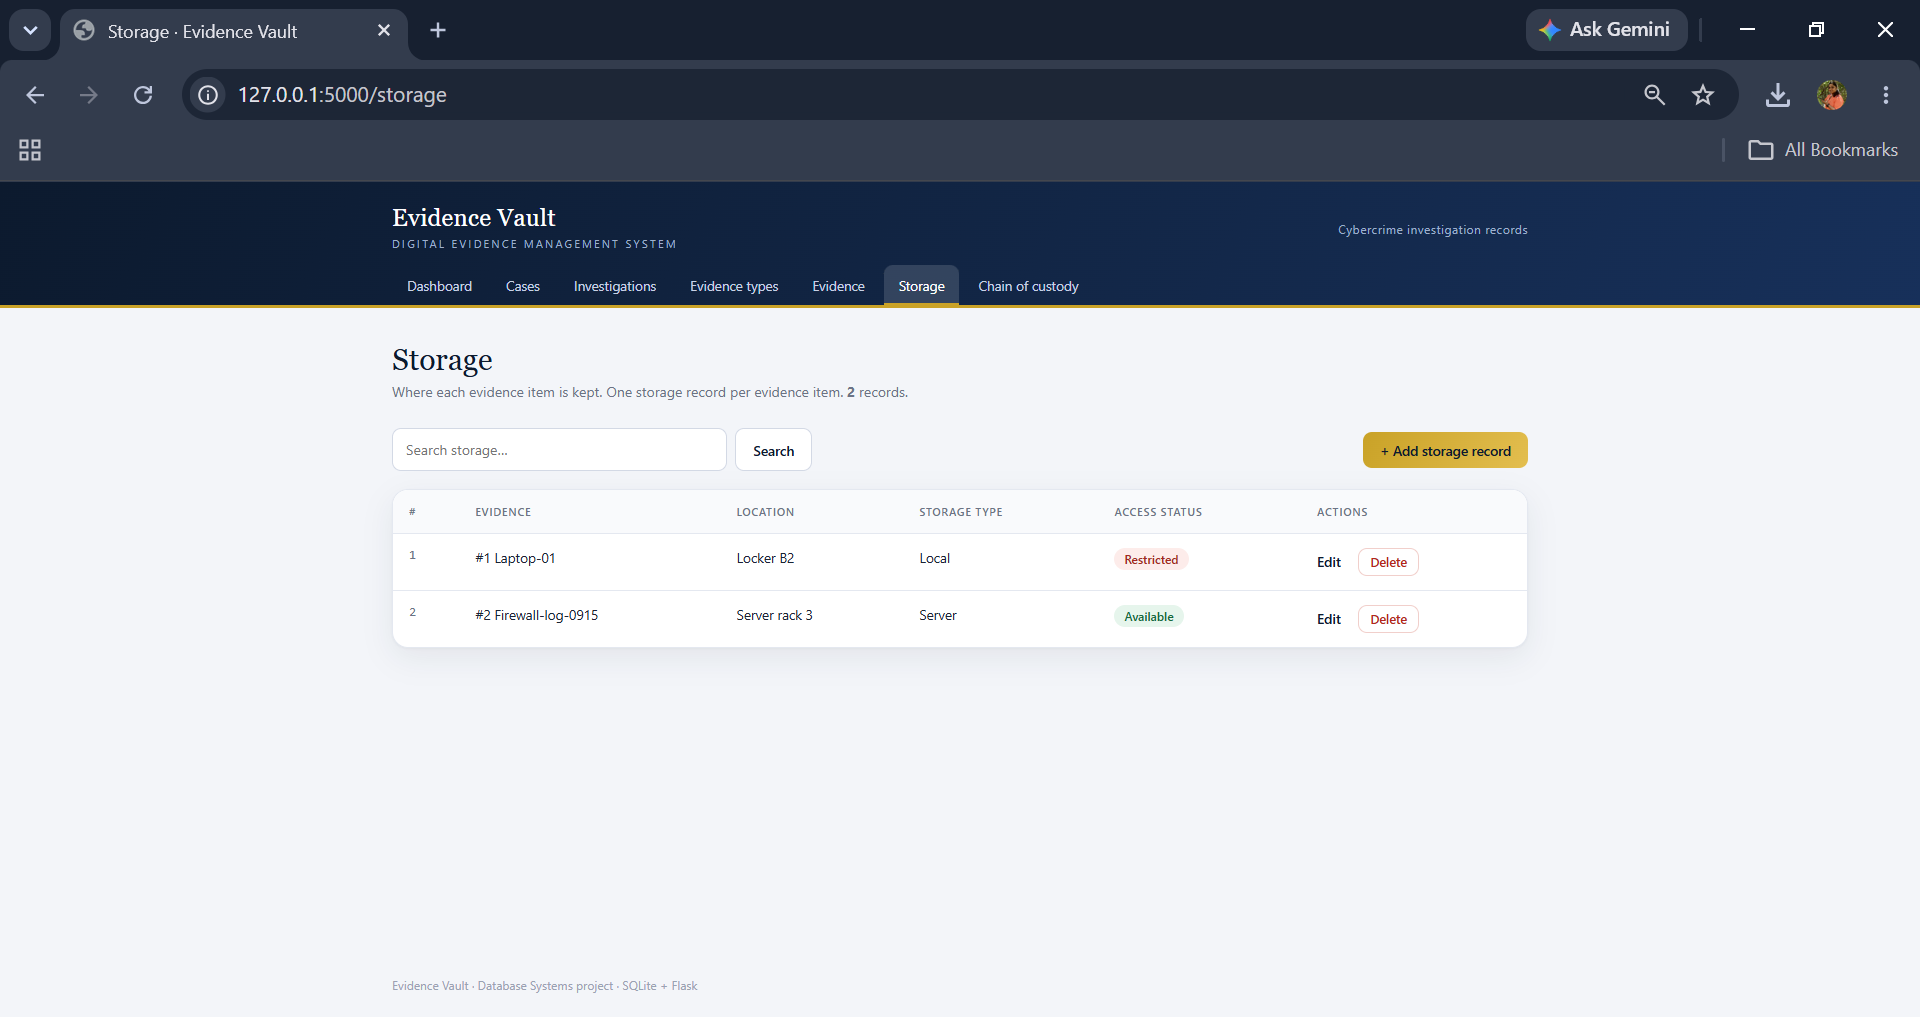 Storage · Evidence Vault
Ask Gemini
127.0.0.1:5000/storage
All Bookmarks
Evidence Vault
DIGITAL EVIDENCE MANAGEMENT SYSTEM
Cybercrime investigation records
Dashboard Cases Investigations Evidence types Evidence Storage Chain of custody
Storage
Where each evidence item is kept. One storage record per evidence item. 2 records.
Search storage... Search + Add storage record
# EVIDENCE LOCATION STORAGE TYPE ACCESS STATUS ACTIONS
1 #1 Laptop-01 Locker B2 Local Restricted Edit Delete
2 #2 Firewall-log-0915 Server rack 3 Server Available Edit Delete
Evidence Vault · Database Systems project · SQLite + Flask